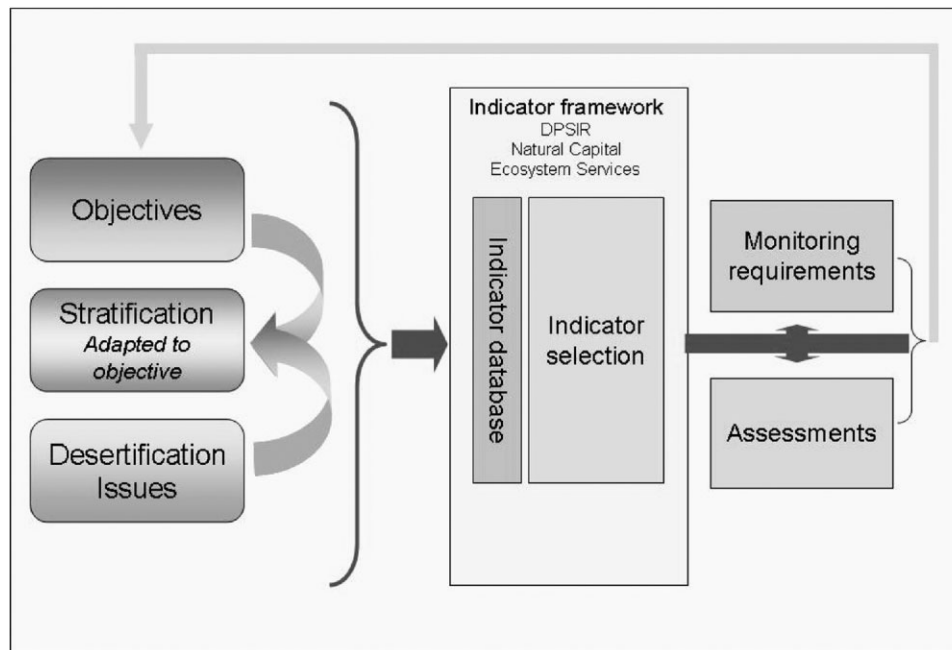 Objectives
Stratification
Adapted to
objective
Desertification
Issues
Indicator framework
DPSIR
Natural Capital
Ecosystem Services
Indicator database
Indicator
selection
Monitoring
requirements
Assessments